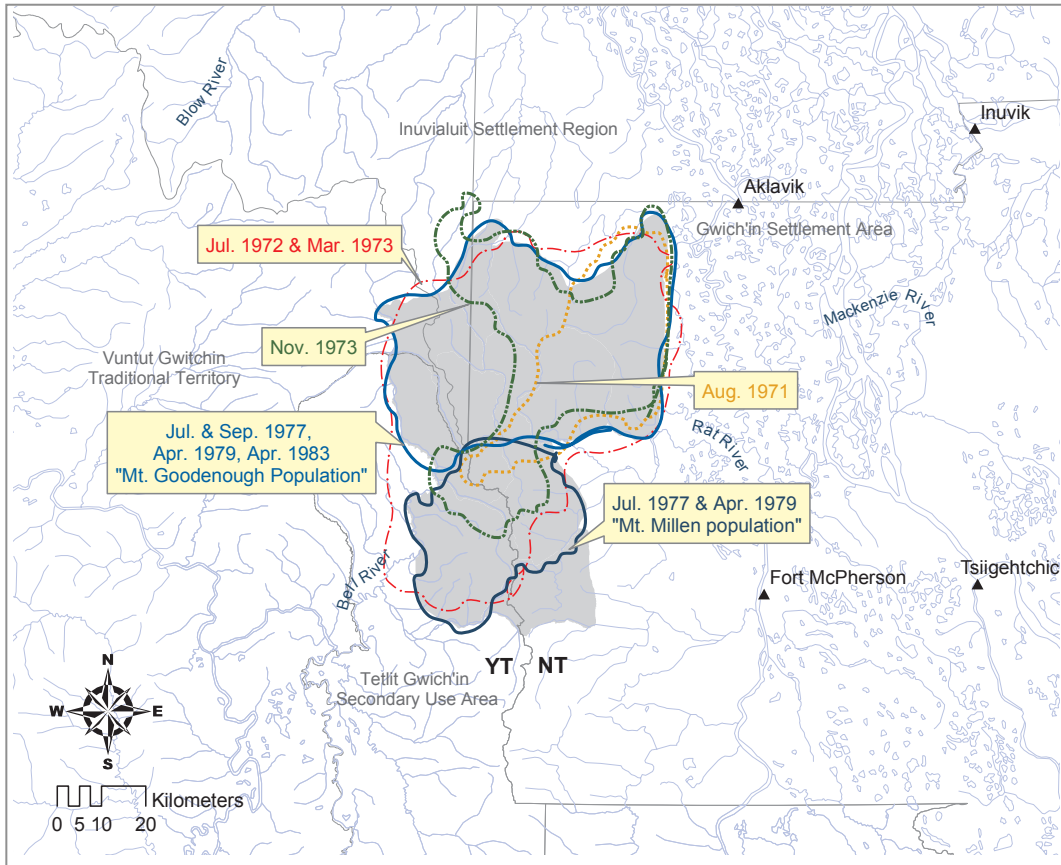 Blow River
Inuvialuit Settlement Region
Inuvik
Aklavik
Gwich'in Settlement Area
Jul. 1972 & Mar. 1973
Mackenzie River
Nov. 1973
Vuntut Gwitchin
Traditional Territory
Aug. 1971
Jul. & Sep. 1977,
Apr. 1979, Apr. 1983
"Mt. Goodenough Population"
Rat River
Jul. 1977 & Apr. 1979
"Mt. Millen population"
Bell River
Fort McPherson
Tsiigehtchic
YT NT
Tetlit Gwich'in
Secondary Use Area
N
W E
S
Kilometers
0 5 10 20